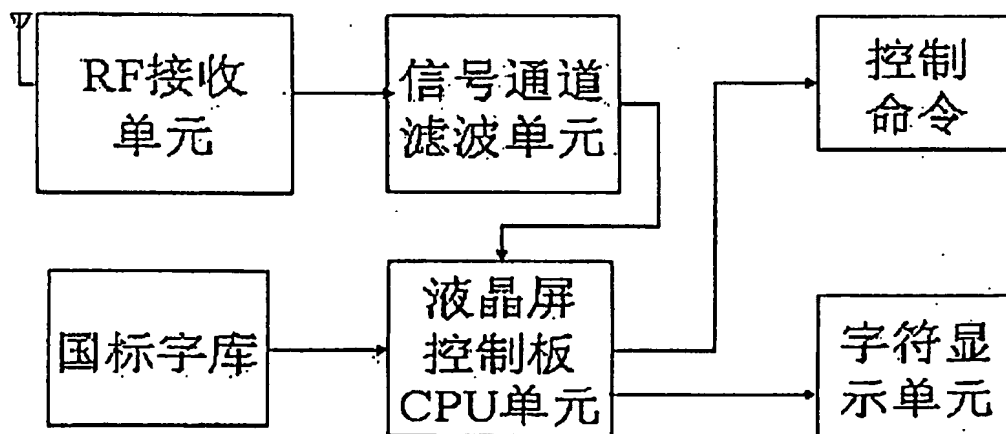 RF接收
单元
信号通道
滤波单元
控制
命令
国标字库
液晶屏
控制板
CPU单元
字符显
示单元